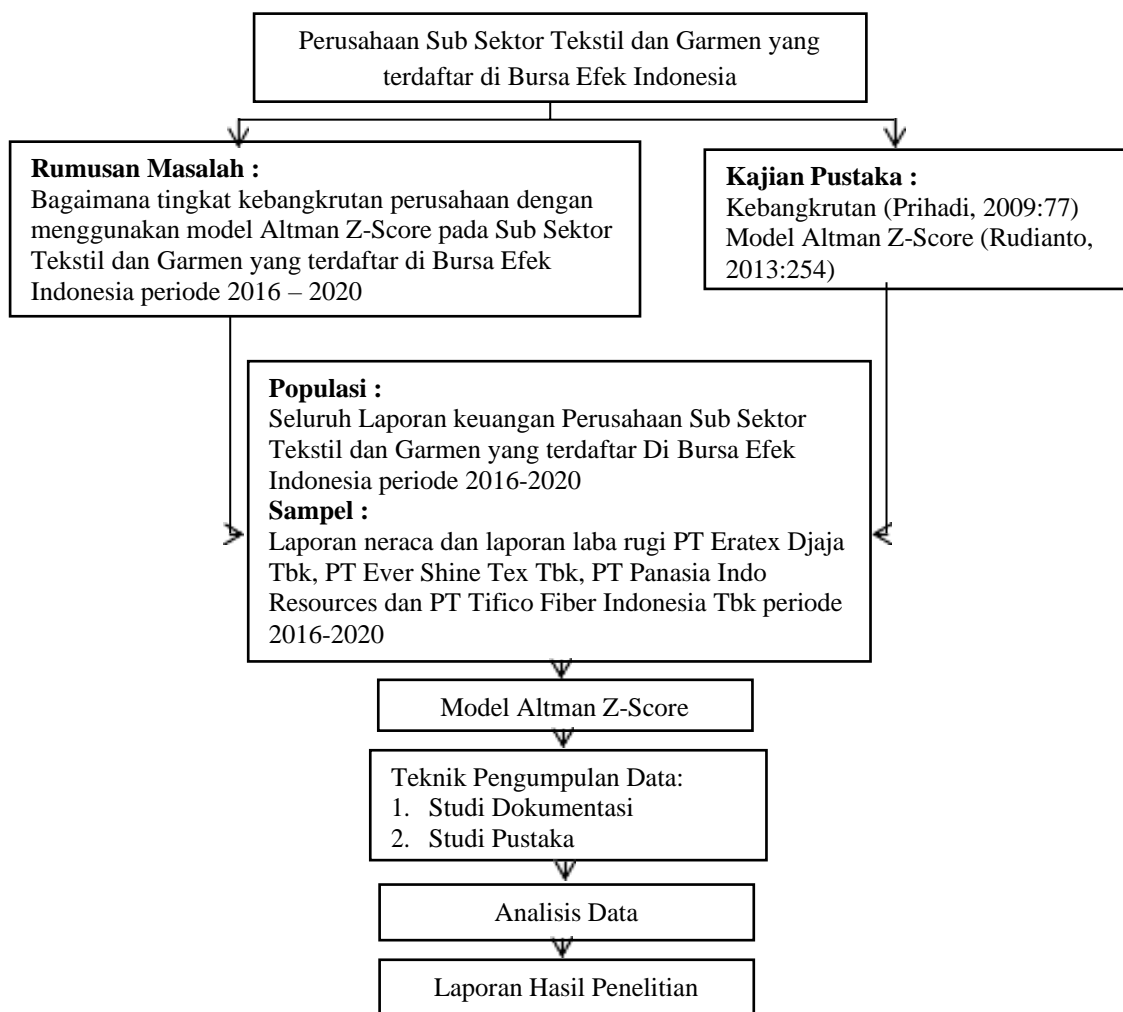 Perusahaan Sub Sektor Tekstil dan Garmen yang
terdaftar di Bursa Efek Indonesia
Rumusan Masalah :
Bagaimana tingkat kebangkrutan perusahaan dengan
menggunakan model Altman Z-Score pada Sub Sektor
Tekstil dan Garmen yang terdaftar di Bursa Efek
Indonesia periode 2016 – 2020
Kajian Pustaka :
Kebangkrutan (Prihadi, 2009:77)
Model Altman Z-Score (Rudianto,
2013:254)
Populasi :
Seluruh Laporan keuangan Perusahaan Sub Sektor
Tekstil dan Garmen yang terdaftar Di Bursa Efek
Indonesia periode 2016-2020
Sampel :
Laporan neraca dan laporan laba rugi PT Eratex Djaja
Tbk, PT Ever Shine Tex Tbk, PT Panasia Indo
Resources dan PT Tifico Fiber Indonesia Tbk periode
2016-2020
Model Altman Z-Score
Teknik Pengumpulan Data:
1. Studi Dokumentasi
2. Studi Pustaka
Analisis Data
Laporan Hasil Penelitian